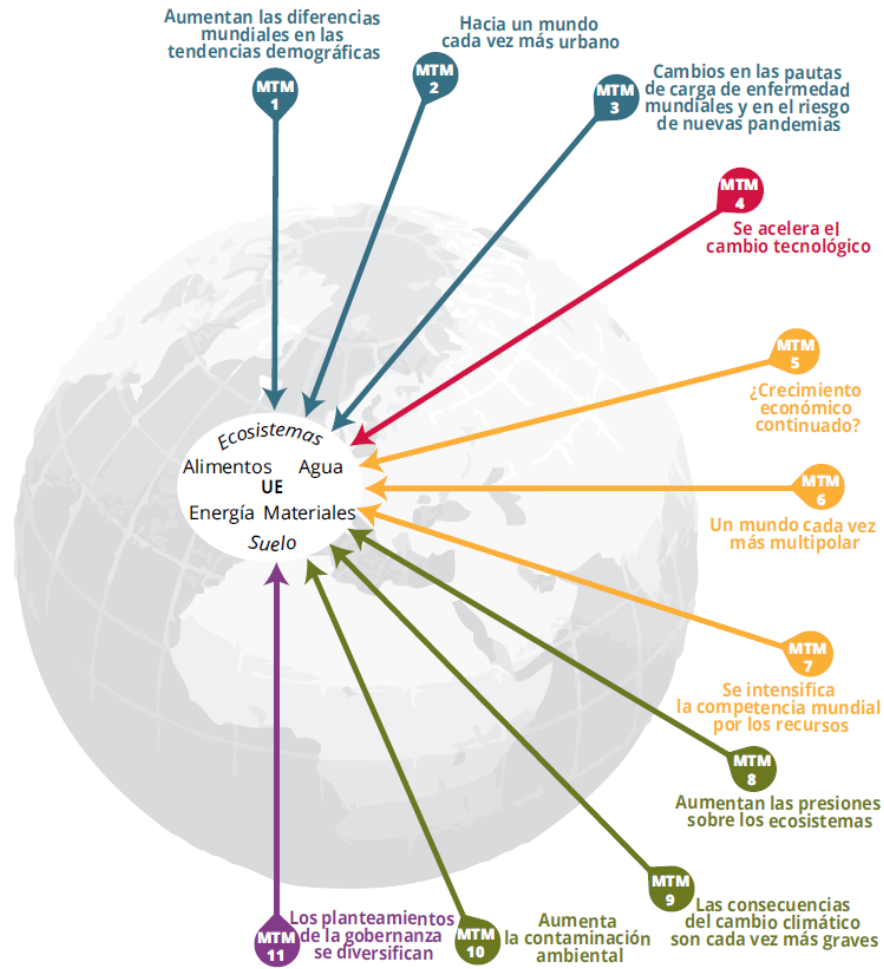 Aumentan las diferencias
mundiales en las
tendencias demográficas
MTM
1
Hacia un mundo
cada vez más urbano
MTM
2
Cambios en las pautas
de carga de enfermedad
mundiales y en el riesgo
de nuevas pandemias
MTM
3
MTM
4
Se acelera el
cambio tecnológico
MTM
5
¿Crecimiento
económico
continuado?
Ecosistemas
Alimentos Agua
UE
Energía Materiales
Suelo
MTM
6
Un mundo cada vez
más multipolar
MTM
7
Se intensifica
la competencia mundial
por los recursos
MTM
8
Aumentan las presiones
sobre los ecosistemas
MTM
9
Las consecuencias
del cambio climático
son cada vez más graves
MTM
10
Aumenta
la contaminación
ambiental
MTM
11
Los planteamientos
de la gobernanza
se diversifican